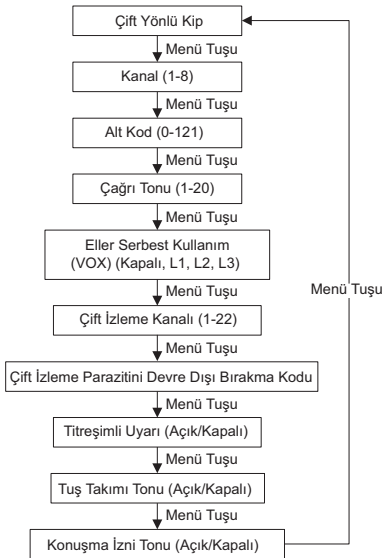 Çift Yönlü Kip
Menü Tuşu
Kanal (1-8)
Menü Tuşu
Alt Kod (0-121)
Menü Tuşu
Çağrı Tonu (1-20)
Menü Tuşu
Eller Serbest Kullanım
(VOX) (Kapalı, L1, L2, L3)
Menü Tuşu
Menü Tuşu
Çift İzleme Kanalı (1-22)
Menü Tuşu
Çift İzleme Parazitini Devre Dışı Bırakma Kodu
Menü Tuşu
Titreşimli Uyarı (Açık/Kapalı)
Menü Tuşu
Tuş Takımı Tonu (Açık/Kapalı)
Menü Tuşu
Konuşma İzni Tonu (Açık/Kapalı)